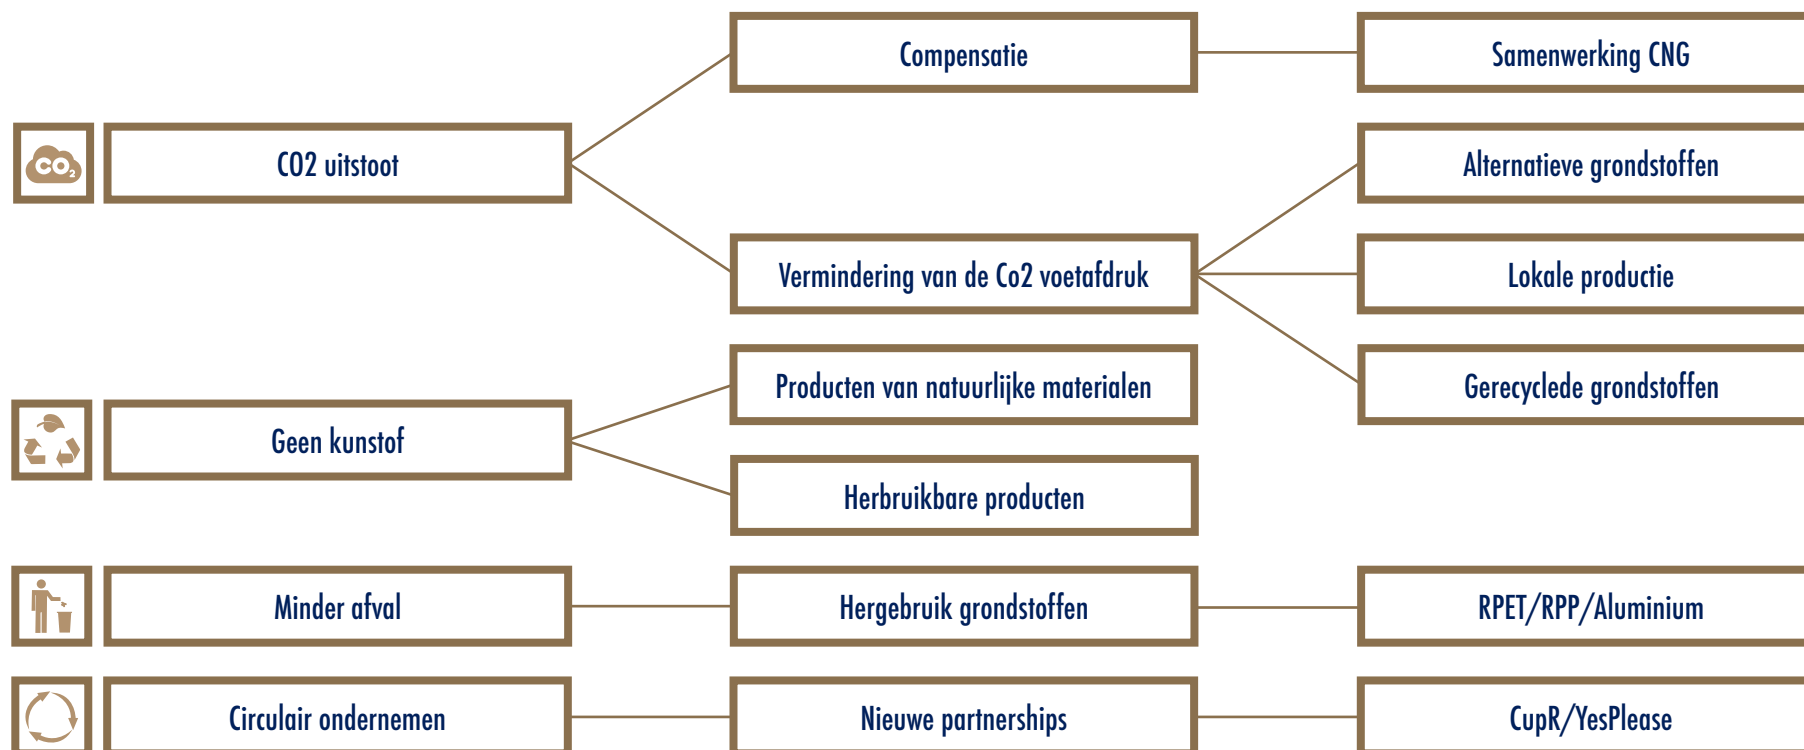 Compensatie
Samenwerking CNG
CO2
CO2 uitstoot
Alternatieve grondstoffen
Vermindering van de Co2 voetafdruk
Lokale productie
Producten van natuurlijke materialen
Gerecyclede grondstoffen
Geen kunstof
Herbruikbare producten
Minder afval
Hergebruik grondstoffen
RPET/RPP/Aluminium
Circulair ondernemen
Nieuwe partnerships
CupR/YesPlease